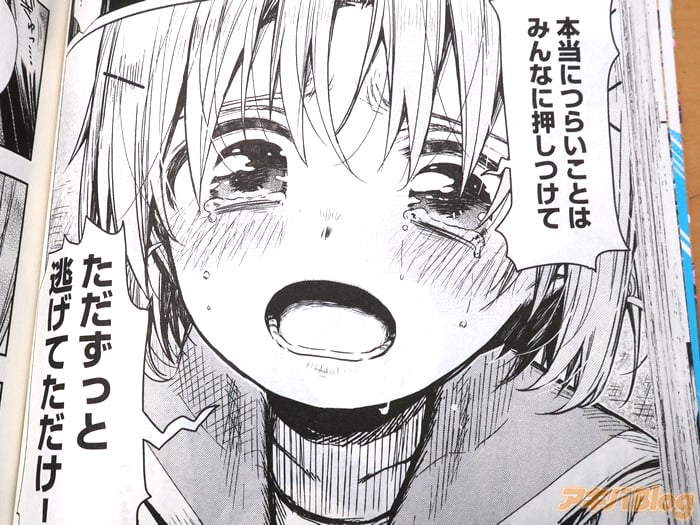 本当につらいことは
みんなに押しつけて
ただずっと
逃げてただけー
アキバBlog